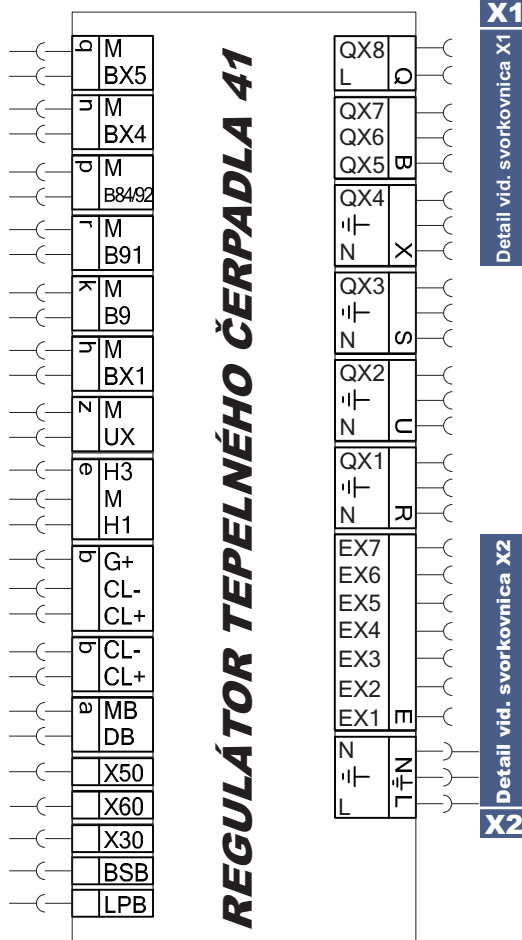 q M
BX5
n M
BX4
p M
B84/92
r M
B91
k M
B9
h M
BX1
z M
UX
e H3
M
H1
b G+
CL-
CL+
b CL-
CL+
a MB
DB
X50
X60
X30
BSB
LPB
REGULÁTOR TEPELNÉHO ČERPADLA 41
QX8
L Q
QX7
QX6
QX5 B
QX4
N X
QX3
N S
QX2
N U
QX1
N R
EX7
EX6
EX5
EX4
EX3
EX2
EX1 E
N
L
N L
X1
Detail vid. svorkovnica X1
Detail vid. svorkovnica X2
X2